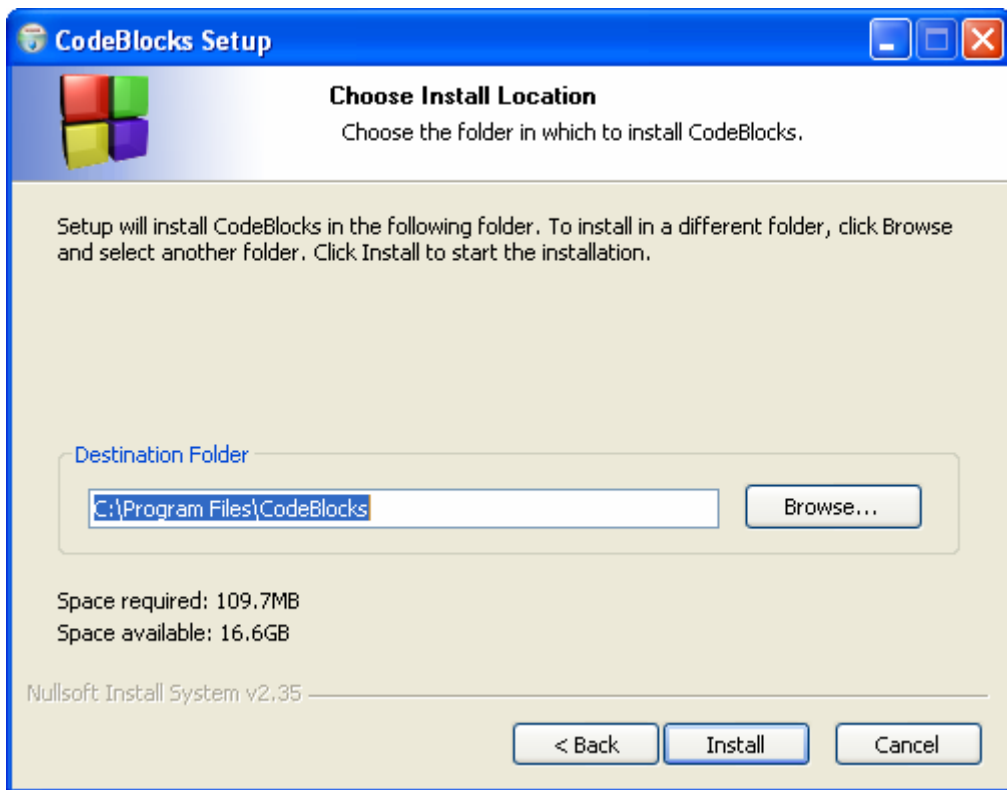 CodeBlocks Setup
Choose Install Location
Choose the folder in which to install CodeBlocks.
Setup will install CodeBlocks in the following folder. To install in a different folder, click Browse
and select another folder. Click Install to start the installation.
Destination Folder
C:\Program Files\CodeBlocks
Browse...
Space required: 109.7MB
Space available: 16.6GB
Nullsoft Install System v2.35
< Back
Install
Cancel